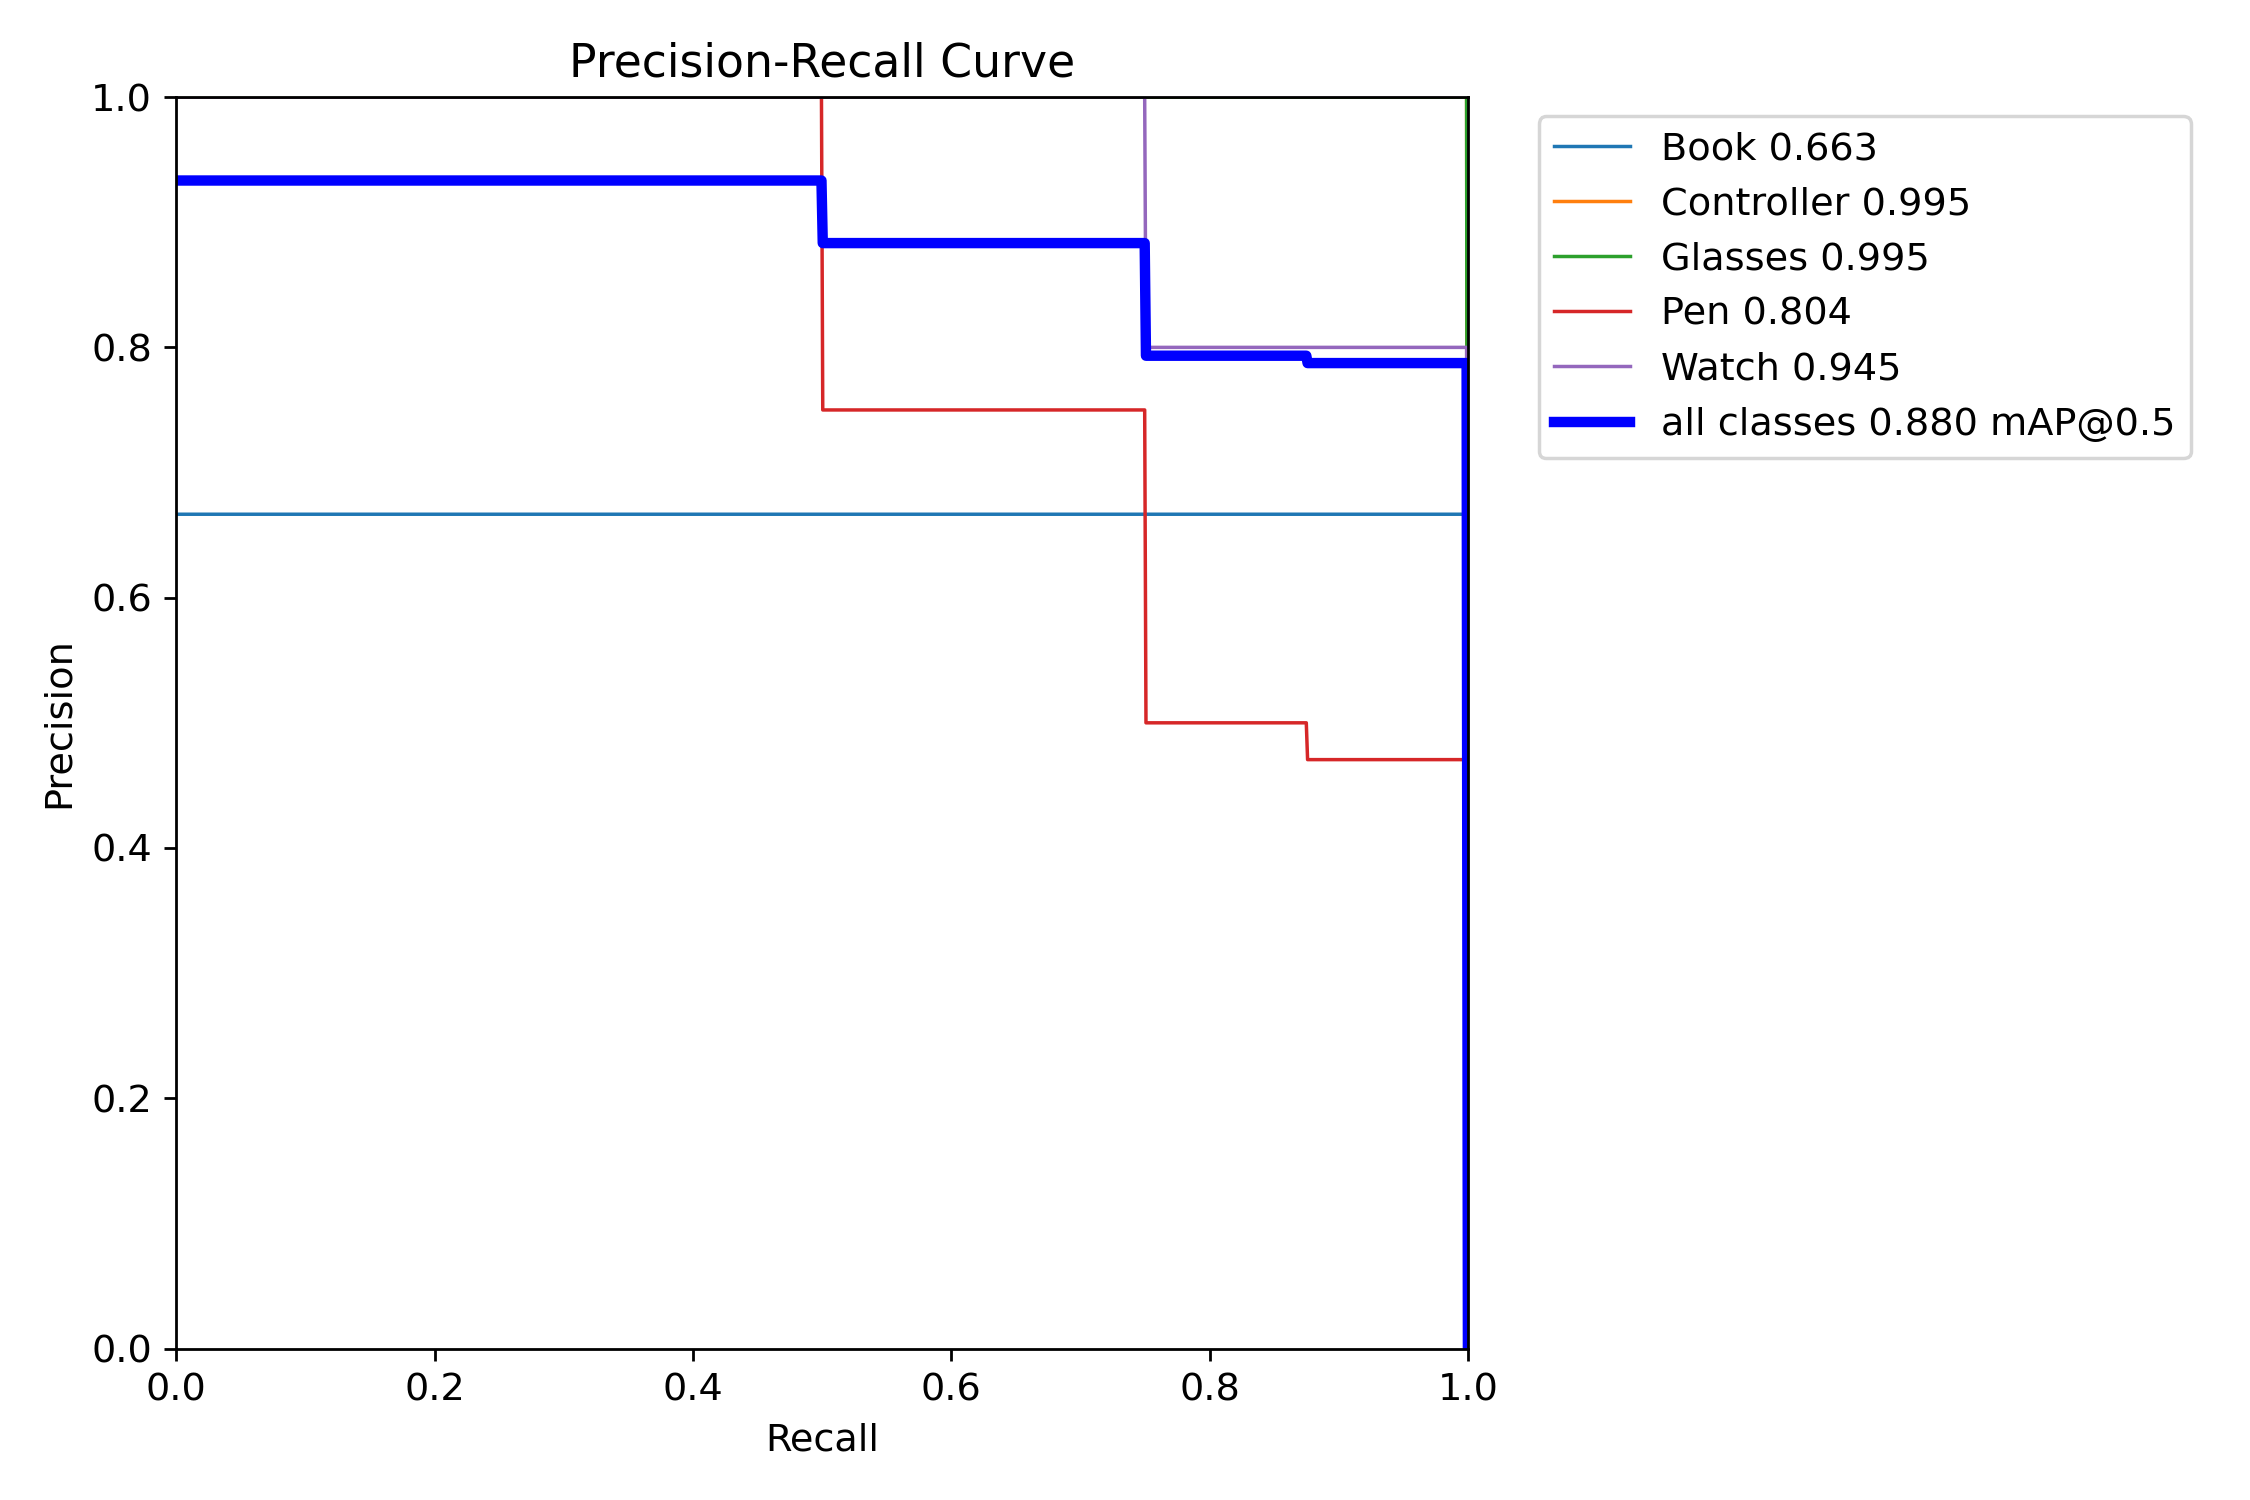 Precision-Recall Curve
1.0
0.8
0.6
0.4
0.2
0.0
Precision
0.0 0.2 0.4 0.6 0.8 1.0
Recall
Book 0.663
Controller 0.995
Glasses 0.995
Pen 0.804
Watch 0.945
all classes 0.880 mAP@0.5